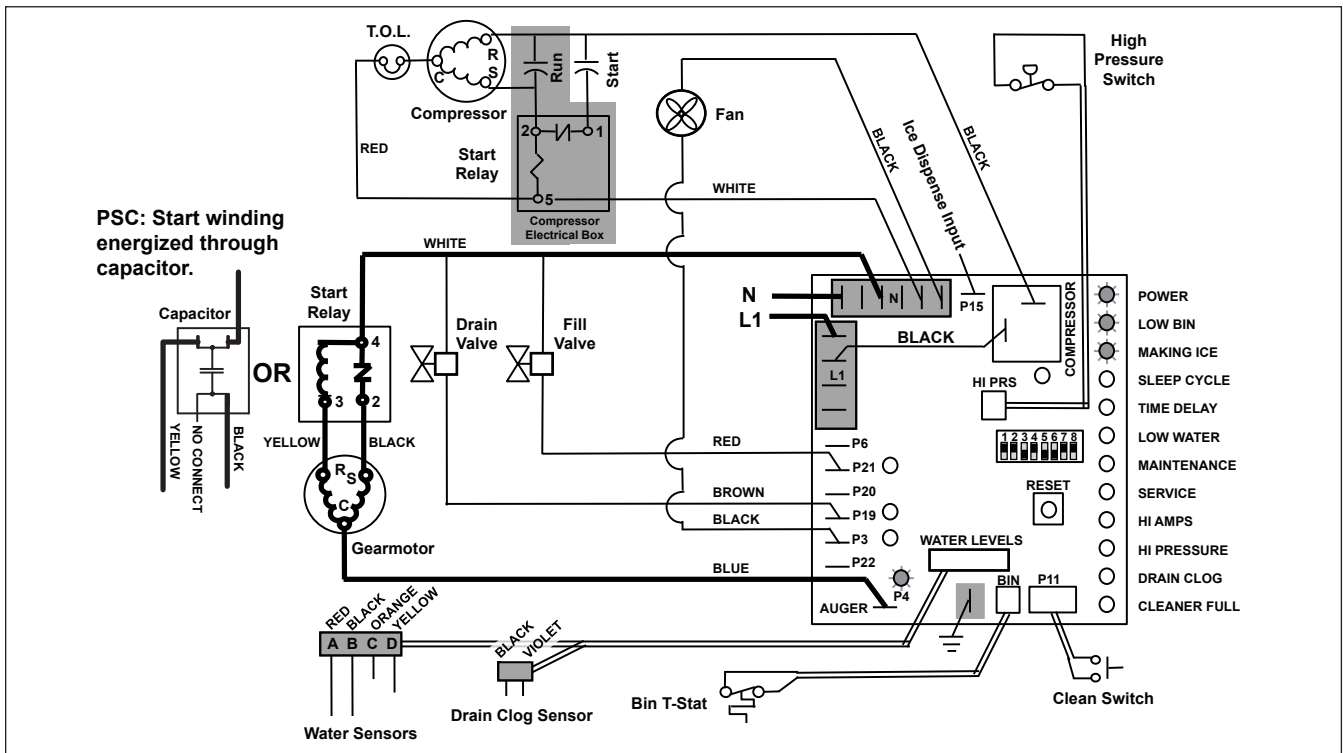 T.O.L.
R
S
C
Compressor
Run
Start
2
1
Start
Relay
5
Compressor
Electrical Box
RED
WHITE
Fan
BLACK
Ice Dispense Input
BLACK
High
Pressure
Switch
PSC: Start winding
energized through
capacitor.
Capacitor
YELLOW
NO CONNECT
BLACK
OR
WHITE
Start
Relay
4
3
2
YELLOW
BLACK
R
S
C
Gearmotor
Drain
Valve
Fill
Valve
N
L1
N
P15
BLACK
L1
COMPRESSOR
HI PRS
1 2 3 4 5 6 7 8
RESET
RED
P6
P21
BROWN
P20
P19
BLACK
P3
P22
BLUE
P4
AUGER
WATER LEVELS
BIN
P11
POWER
LOW BIN
MAKING ICE
SLEEP CYCLE
TIME DELAY
LOW WATER
MAINTENANCE
SERVICE
HI AMPS
HI PRESSURE
DRAIN CLOG
CLEANER FULL
RED
BLACK
ORANGE
YELLOW
A B C D
Water Sensors
BLACK
VIOLET
Drain Clog Sensor
Bin T-Stat
Clean Switch